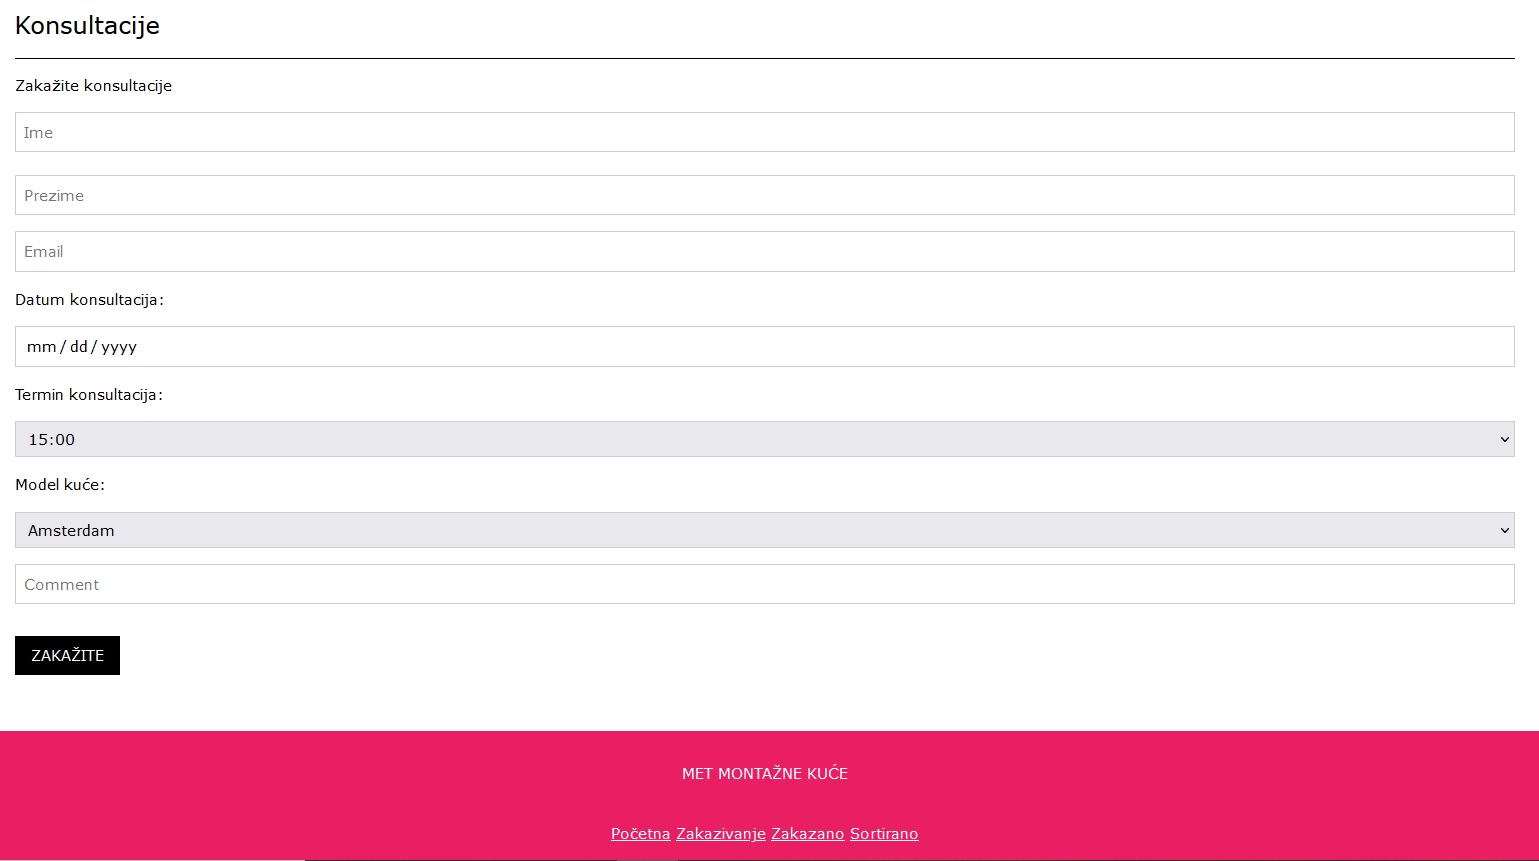 Konsultacije
Zakažite konsultacije
Ime
Prezime
Email
Datum konsultacija:
mm / dd / yyyy
Termin konsultacija:
15:00
Model kuće:
Amsterdam
Comment
ZAKAŽITE
MET MONTAŽNE KUĆE
Početna Zakazivanje Zakazano Sortirano